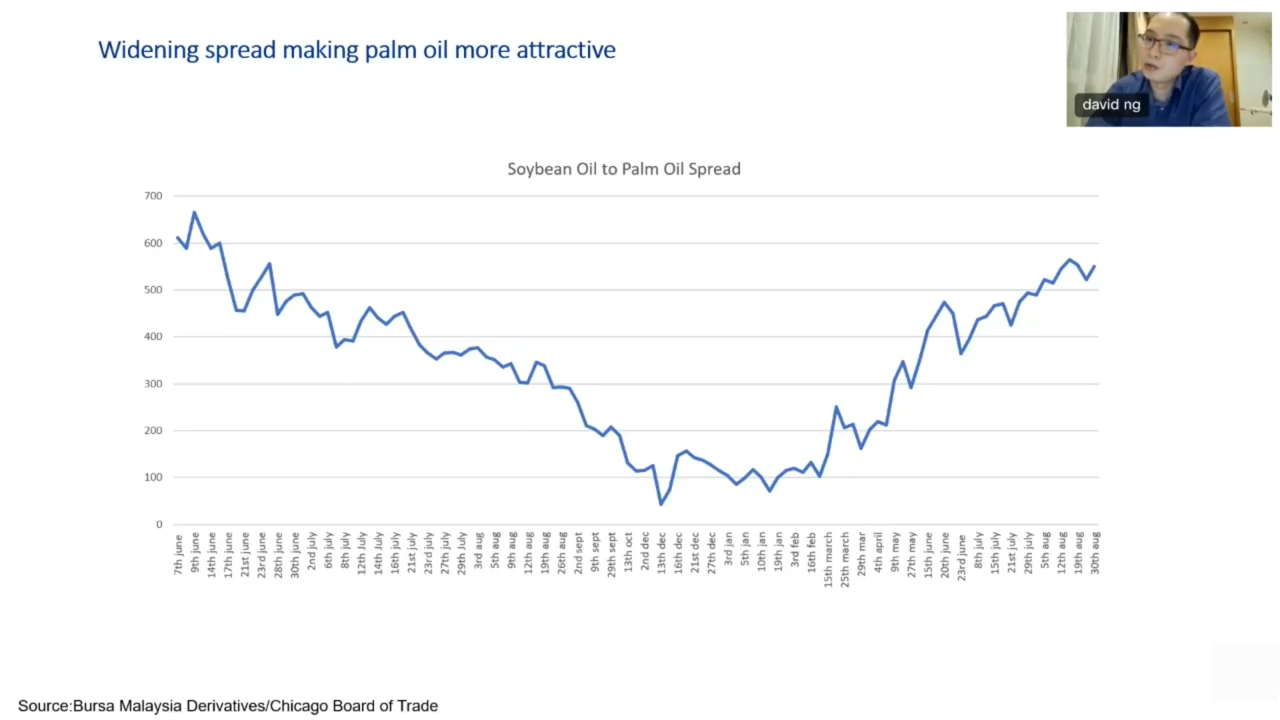 Widening spread making palm oil more attractive
david ng
Soybean Oil to Palm Oil Spread
700
600
500
400
300
200
100
0
7th june
9th june
14th june
17th june
21st june
23rd june
28th june
30th june
2nd july
6th july
8th july
12th July
14th July
16th july
21st july
23rd july
27th july
29th July
3rd aug
5th aug
9th aug
12th aug
19th aug
26th aug
2nd sept
9th sept
29th sept
13th oct
2nd dec
13th dec
16th dec
21st dec
27th dec
3rd jan
5th jan
10th jan
19th jan
3rd feb
16th feb
15th march
25th march
29th mar
4th april
9th may
27th may
15th june
20th june
23rd june
8th july
15th july
21st july
29th july
5th aug
12th aug
19th aug
30th aug
Source:Bursa Malaysia Derivatives/Chicago Board of Trade